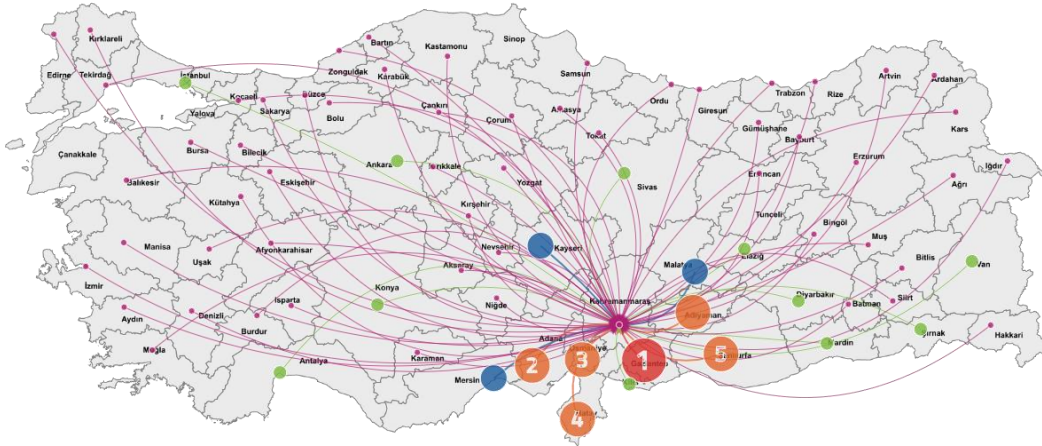 Kırklareli
Edirne
Tekirdağ
İstanbul
Kocaeli
Yalova
Sakarya
Düzce
Bolu
Zonguldak
Bartın
Karabük
Kastamonu
Sinop
Çankırı
Samsun
Çorum
Amasya
Tokat
Ordu
Giresun
Trabzon
Rize
Artvin
Ardahan
Gümüşhane
Bayburt
Kars
Erzurum
Iğdır
Ağrı
Çanakkale
Bursa
Bilecik
Balıkesir
Kütahya
Eskişehir
Ankara
Yozgat
Sivas
Erzincan
Tunceli
Bingöl
Muş
Kırşehir
Manisa
Uşak
Afyonkarahisar
Nevşehir
Kayseri
Malatya
Elazığ
Bitlis
Van
İzmir
Aksaray
Konya
Isparta
Niğde
Kahramanmaraş
Diyarbakır
Batman
Siirt
Aydın
Denizli
Burdur
Adıyaman
Şırnak
Hakkari
Mardin
Muğla
Antalya
Karaman
Adana
Mersin
Gaziantep
2
3
1
5
4